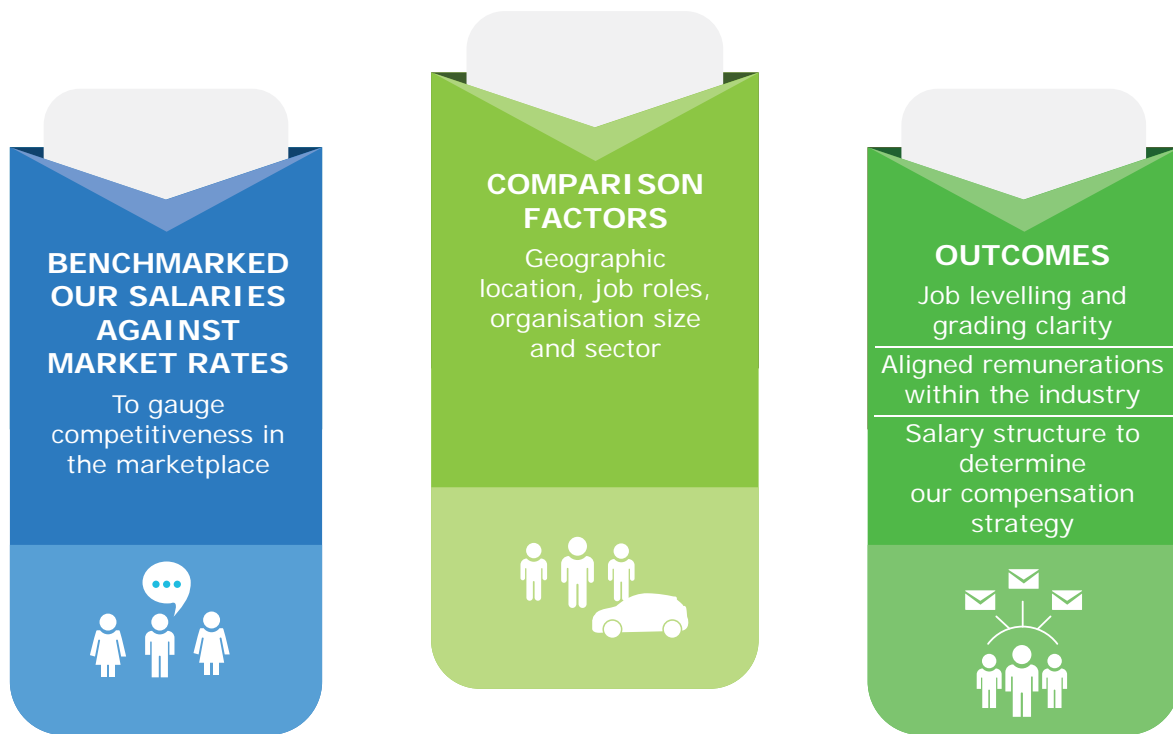 BENCHMARKED
OUR SALARIES
AGAINST
MARKET RATES
To gauge
competitiveness in
the marketplace
COMPARISON
FACTORS
Geographic
location, job roles,
organisation size
and sector
OUTCOMES
Job levelling and
grading clarity
Aligned remunerations
within the industry
Salary structure to
determine
our compensation
strategy